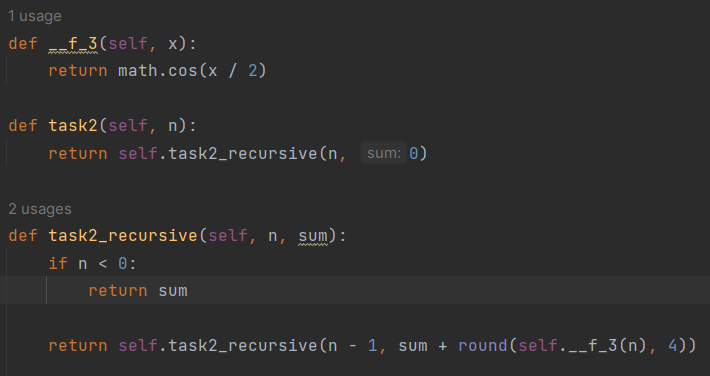 1 usage
def __f_3(self, x):
    return math.cos(x / 2)
def task2(self, n):
    return self.task2_recursive(n, sum: 0)
2 usages
def task2_recursive(self, n, sum):
    if n < 0:
        return sum
    return self.task2_recursive(n - 1, sum + round(self.__f_3(n), 4))